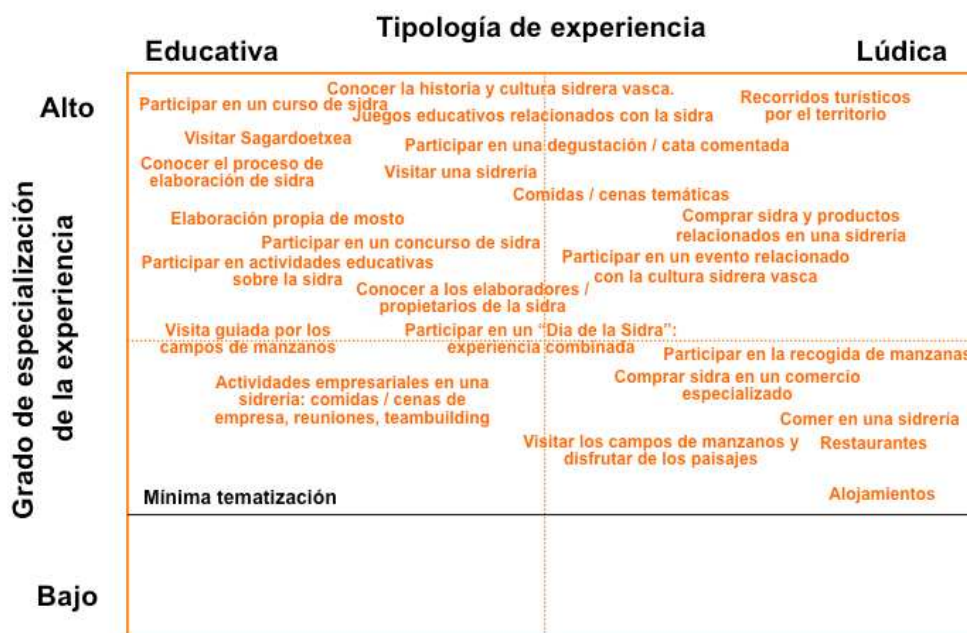 Tipología de experiencia
Educativa
Lúdica
Grado de especialización
de la experiencia
Alto
Conocer la historia y cultura sidrera vasca.
Participar en un curso de sidra
Juegos educativos relacionados con la sidra
Recorridos turísticos
por el territorio
Visitar Sagardoetxea
Participar en una degustación / cata comentada
Conocer el proceso de
elaboración de sidra
Visitar una sidrería
Comidas / cenas temáticas
Elaboración propia de mosto
Comprar sidra y productos
relacionados en una sidrería
Participar en un concurso de sidra
Participar en un evento relacionado
con la cultura sidrera vasca
Participar en actividades educativas
sobre la sidra
Conocer a los elaboradores /
propietarios de la sidra
Visita guiada por los
campos de manzanos
Participar en un “Dia de la Sidra”:
experiencia combinada
Participar en la recogida de manzanas
Actividades empresariales en una
sidrería: comidas / cenas de
empresa, reuniones, teambuilding
Comprar sidra en un comercio
especializado
Comer en una sidrería
Visitar los campos de manzanos y
disfrutar de los paisajes
Restaurantes
Alojamientos
Mínima tematización
Bajo